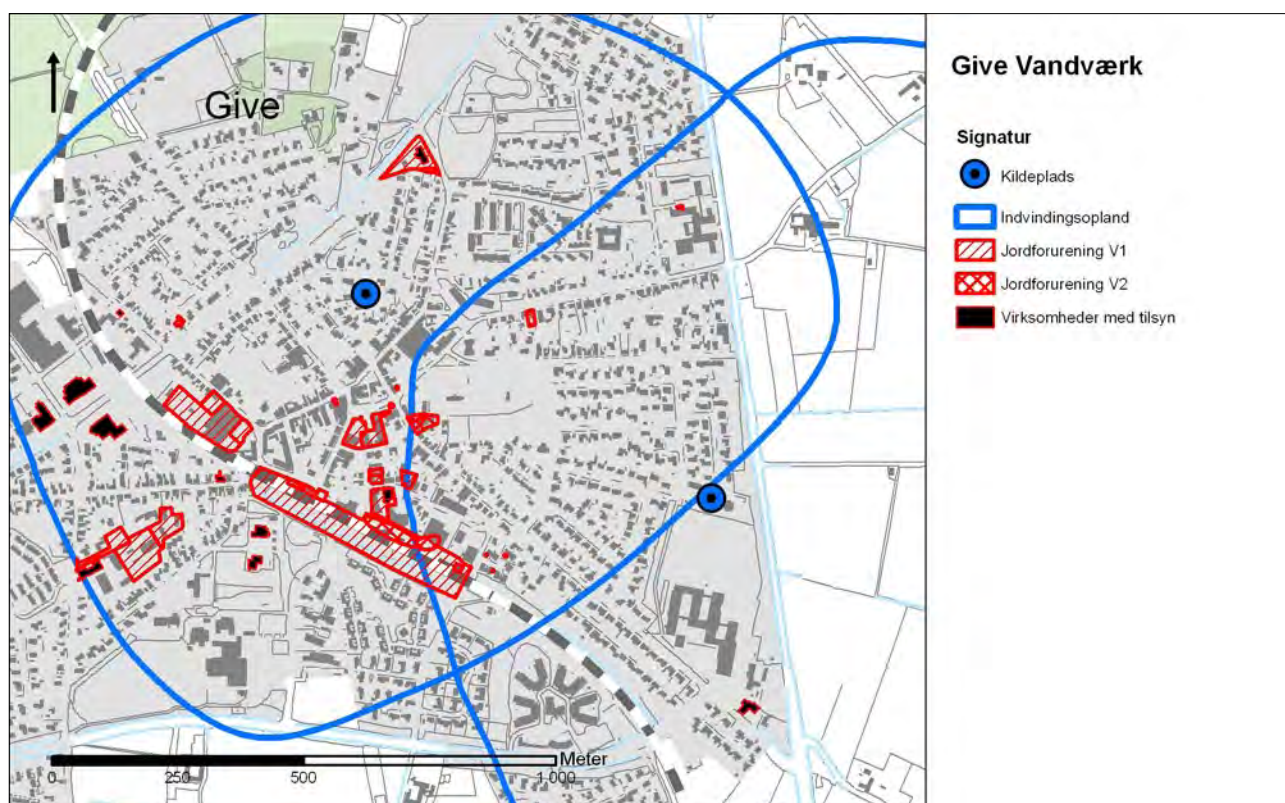 Give
Give Vandværk
Signatur
Kildeplads
Indvindingsopland
Jordforurening V1
Jordforurening V2
Virksomheder med tilsyn
Meter
0 250 500 1 000